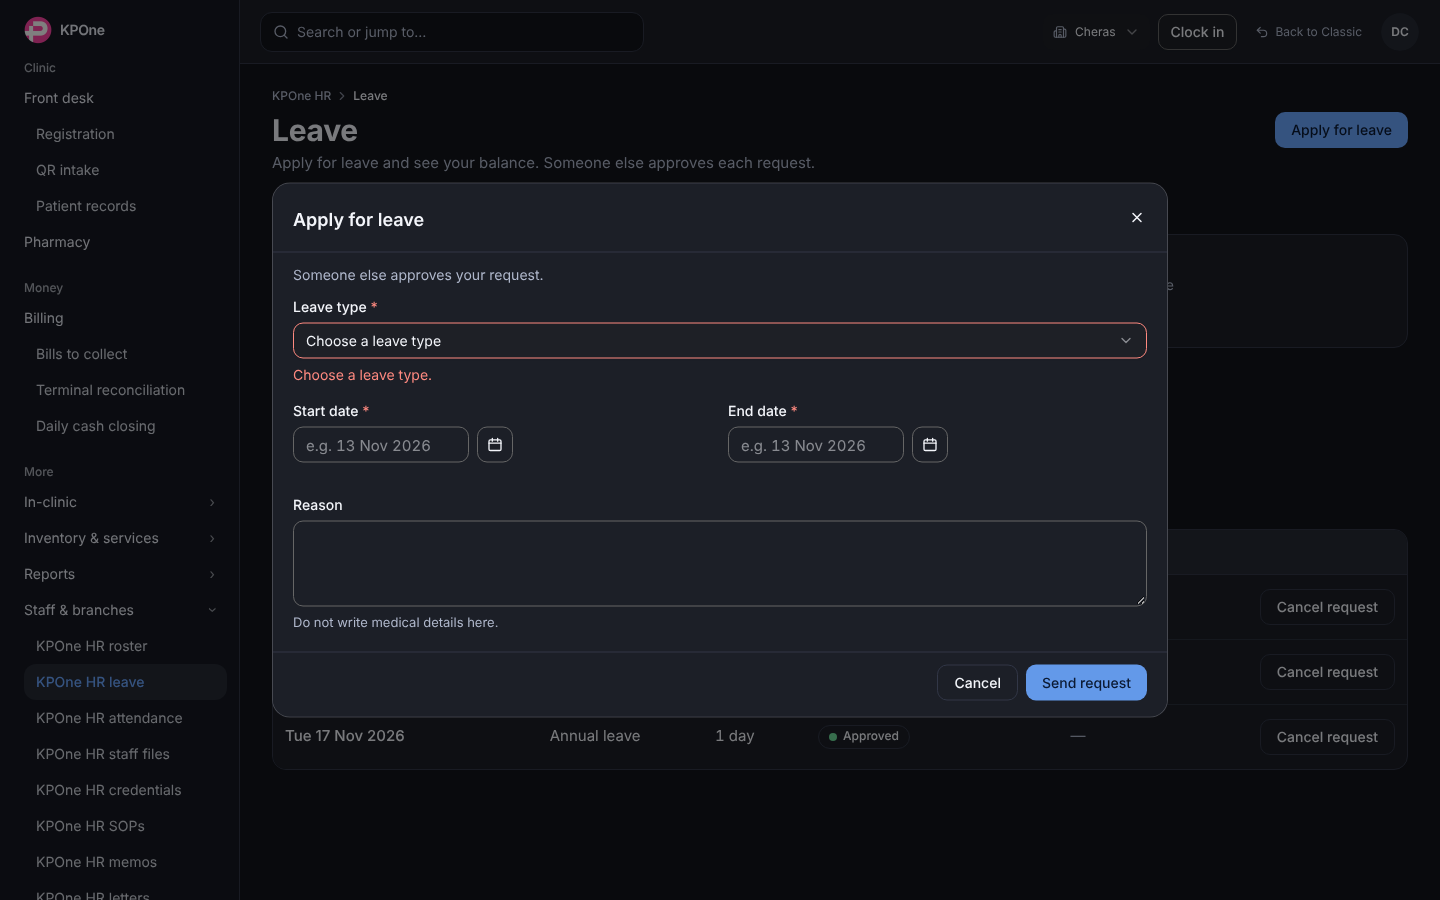 KPOne
Search or jump to...
Cheras
Clock in
Back to Classic
DC
Clinic
Front desk
Registration
QR intake
Patient records
Pharmacy
Money
Billing
Bills to collect
Terminal reconciliation
Daily cash closing
More
In-clinic
Inventory & services
Reports
Staff & branches
KPOne HR roster
KPOne HR leave
KPOne HR attendance
KPOne HR staff files
KPOne HR credentials
KPOne HR SOPs
KPOne HR memos
KPOne HR letters
KPOne HR > Leave
Leave
Apply for leave
Apply for leave and see your balance. Someone else approves each request.
Apply for leave
Someone else approves your request.
Leave type *
Choose a leave type
Choose a leave type.
Start date *
End date *
e.g. 13 Nov 2026
e.g. 13 Nov 2026
Reason
Do not write medical details here.
Cancel
Send request
Cancel request
Cancel request
Tue 17 Nov 2026
Annual leave
1 day
Approved
—
Cancel request